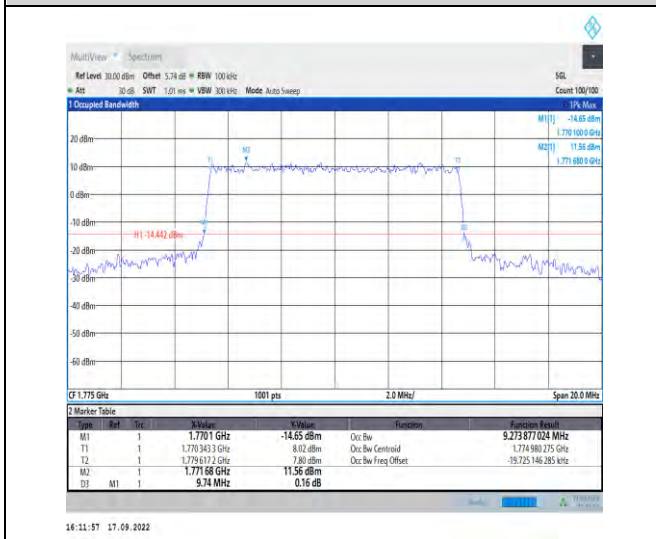 MultiView Spectrum
Ref Level 30.00 dBm Offset 5.74 dB RBW 100 kHz SGL
Att 30 dB SWT 1.01 ms VBW 300 kHz Mode Auto Sweep Count 100/100
1 Occupied Bandwidth 1Pk Max
M1[1] -14.65 dBm
1.770 100 0 GHz
M2[1] 11.56 dBm
1.771 680 0 GHz
20 dBm
T1 M2 T2
10 dBm
0 dBm
-10 dBm
H1 -14.442 dBm
-20 dBm
-30 dBm
-40 dBm
-50 dBm
-60 dBm
CF 1.775 GHz 1001 pts 2.0 MHz/ Span 20.0 MHz
2 Marker Table
Type Ref Trc X-Value Y-Value Function Function Result
M1 1 1.7701 GHz -14.65 dBm Occ Bw 9.273 877 024 MHz
T1 1 1.770 343 3 GHz 8.02 dBm Occ Bw Centroid 1.774 980 275 GHz
T2 1 1.779 617 2 GHz 7.80 dBm Occ Bw Freq Offset -19.725 146 285 kHz
M2 1 1.771 68 GHz 11.56 dBm
D3 M1 1 9.74 MHz 0.16 dB
16:11:57 17.09.2022